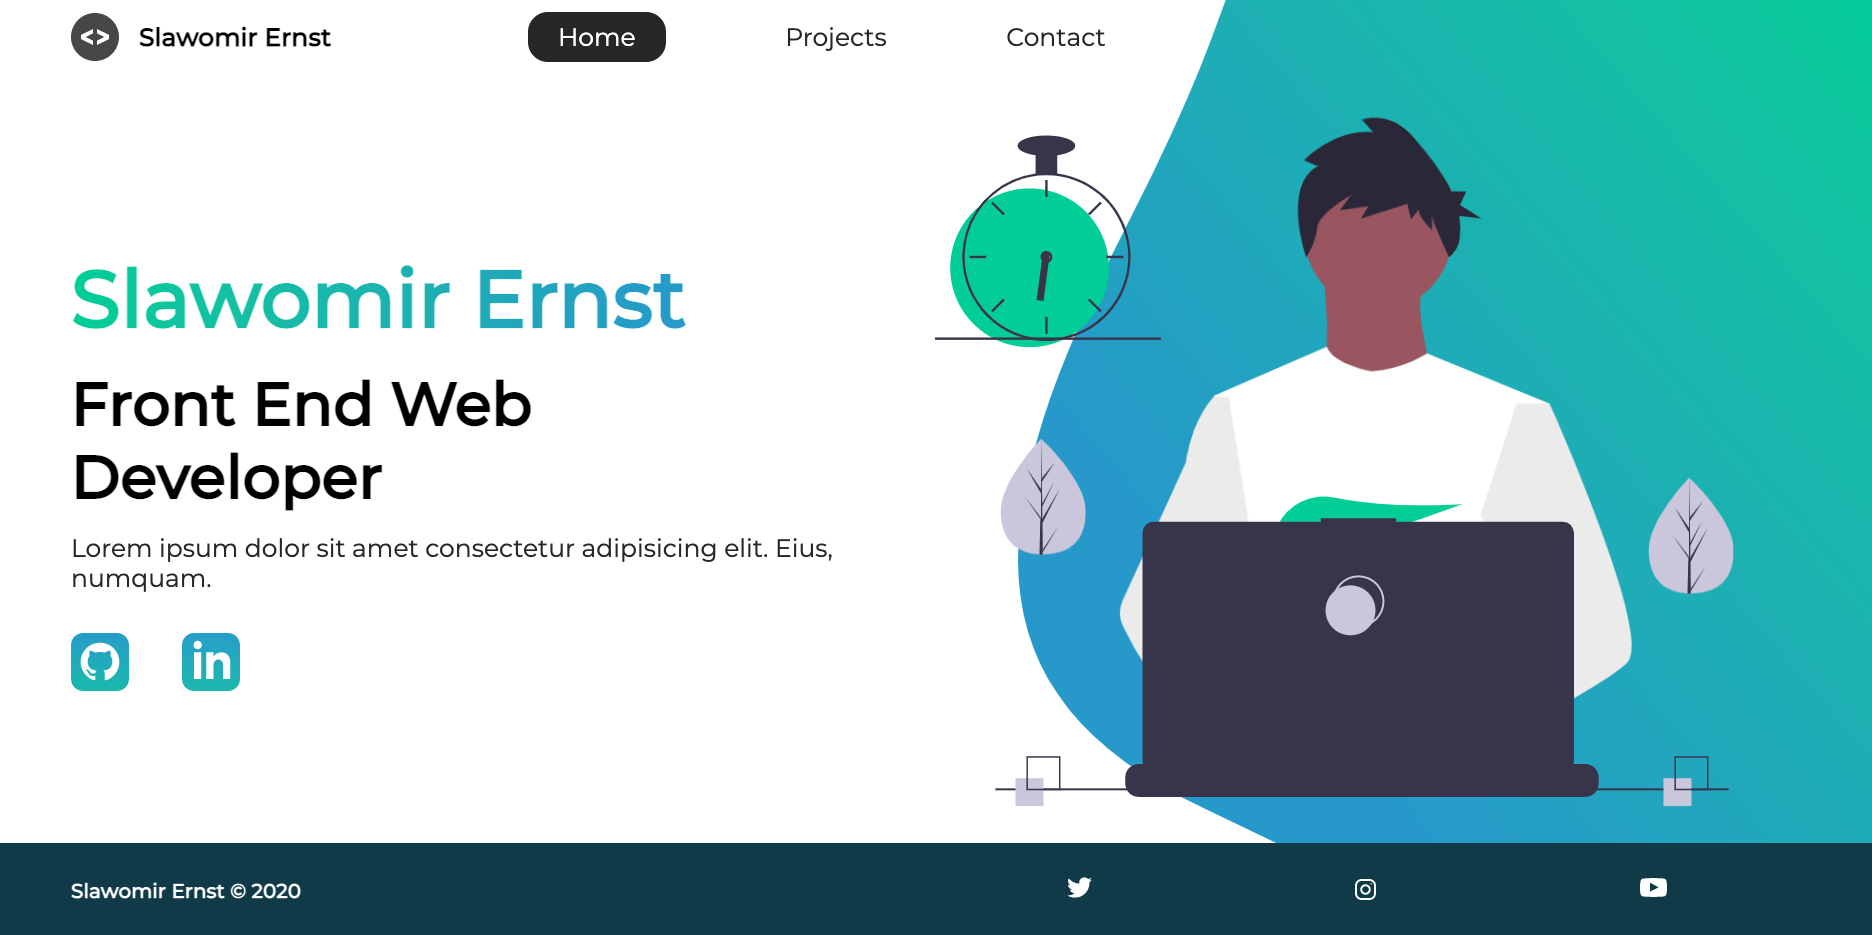 Slawomir Ernst
Home
Projects
Contact
Slawomir Ernst
Front End Web
Developer
Lorem ipsum dolor sit amet consectetur adipisicing elit. Eius,
numquam.
in
Slawomir Ernst © 2020